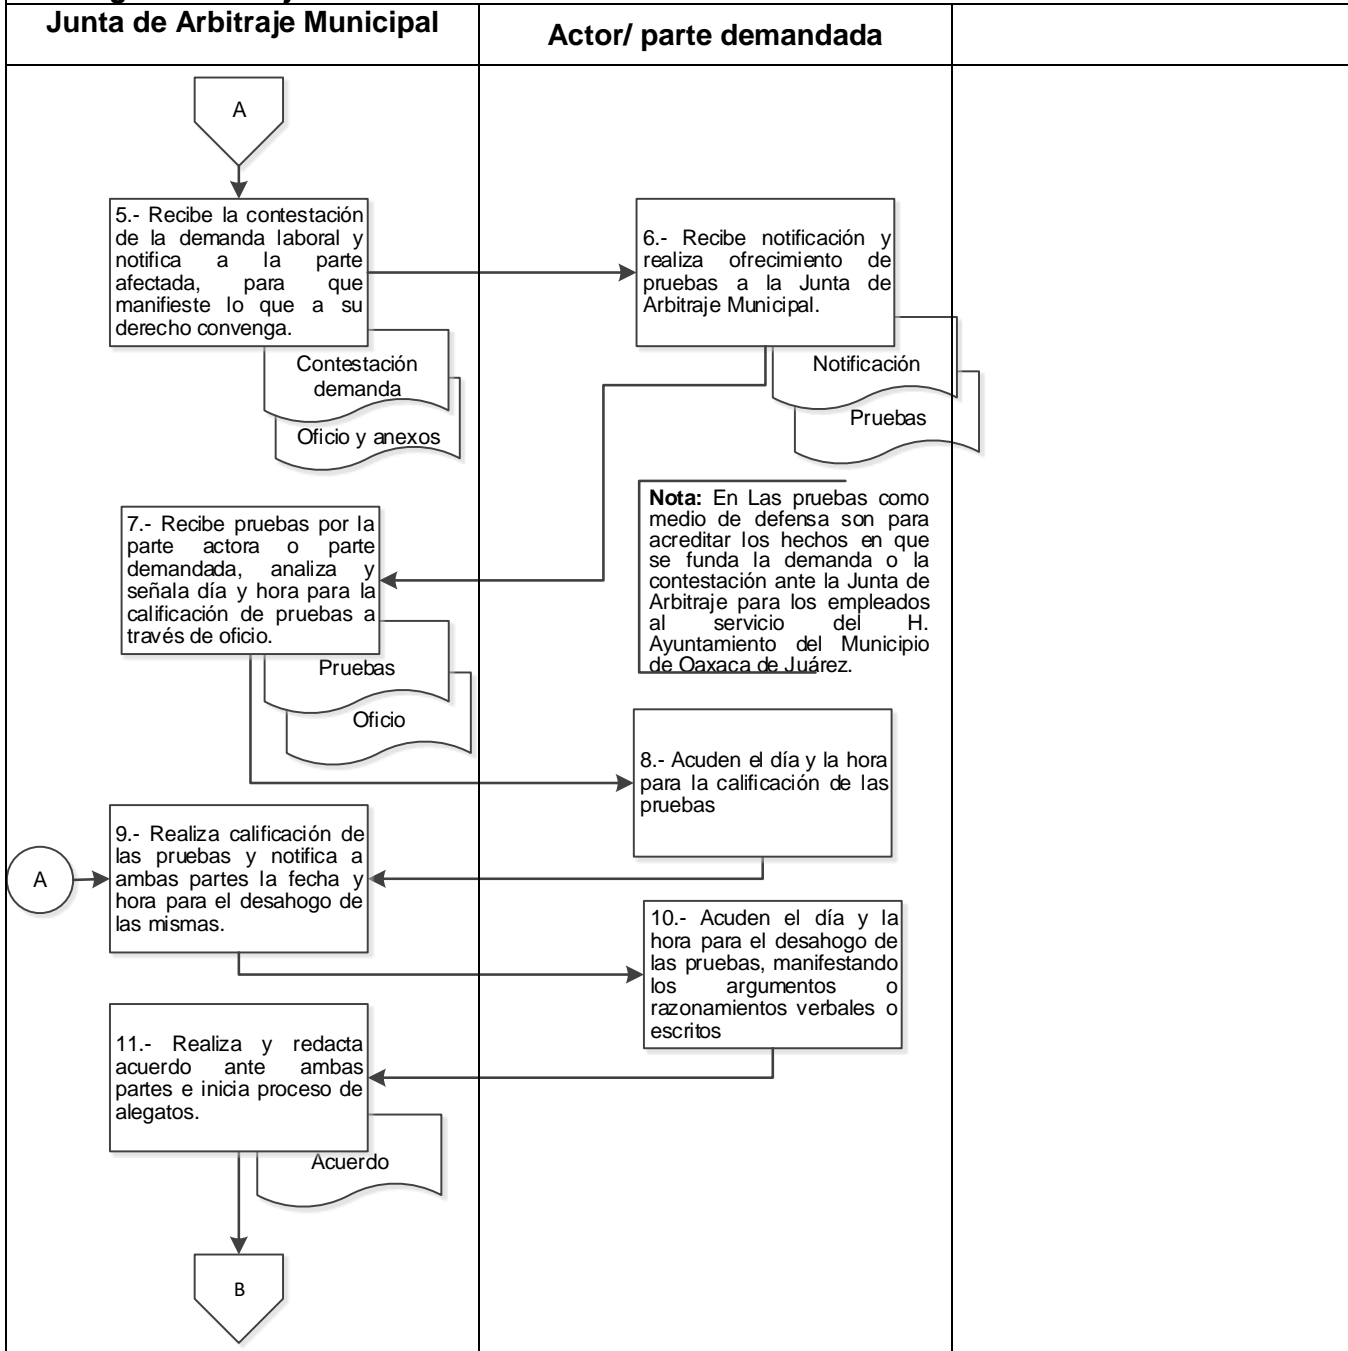 Junta de Arbitraje Municipal
Actor/ parte demandada
A
5.- Recibe la contestación
de la demanda laboral y
notifica a la parte
afectada, para que
manifieste lo que a su
derecho convenga.
Contestación
demanda
Oficio y anexos
6.- Recibe notificación y
realiza ofrecimiento de
pruebas a la Junta de
Arbitraje Municipal.
Notificación
Pruebas
7.- Recibe pruebas por la
parte actora o parte
demandada, analiza y
señala día y hora para la
calificación de pruebas a
través de oficio.
Pruebas
Oficio
Nota: En Las pruebas como
medio de defensa son para
acreditar los hechos en que
se funda la demanda o la
contestación ante la Junta de
Arbitraje para los empleados
al servicio del H.
Ayuntamiento del Municipio
de Oaxaca de Juárez.
8.- Acuden el día y la hora
para la calificación de las
pruebas
A
9.- Realiza calificación de
las pruebas y notifica a
ambas partes la fecha y
hora para el desahogo de
las mismas.
10.- Acuden el día y la
hora para el desahogo de
las pruebas, manifestando
los argumentos o
razonamientos verbales o
escritos
11.- Realiza y redacta
acuerdo ante ambas
partes e inicia proceso de
alegatos.
Acuerdo
B